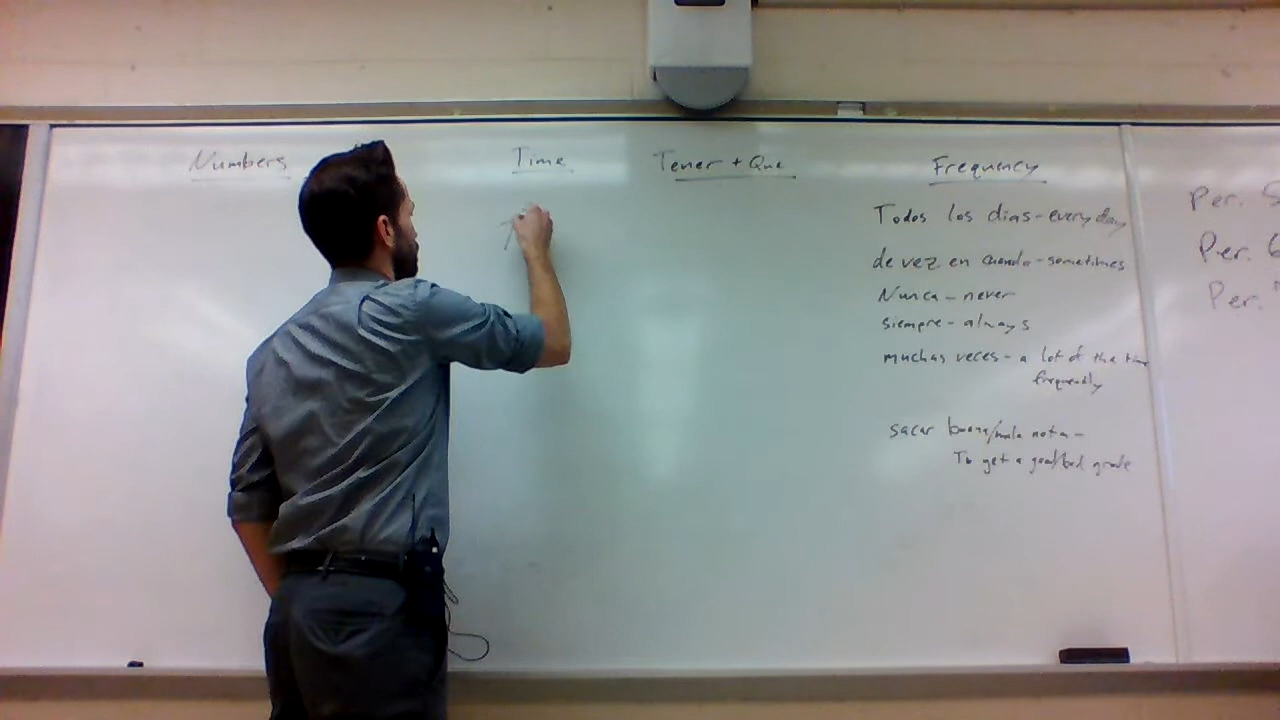 Numbers
Time
Tener + Que
Frequency
Todos los dias - every day
de vez en cuando - sometimes
Nunca - never
siempre - always
muchas veces - a lot of the time
frequently
sacar buena/mala nota -
To get a good/bad grade
Per. 5
Per. 6
Per.